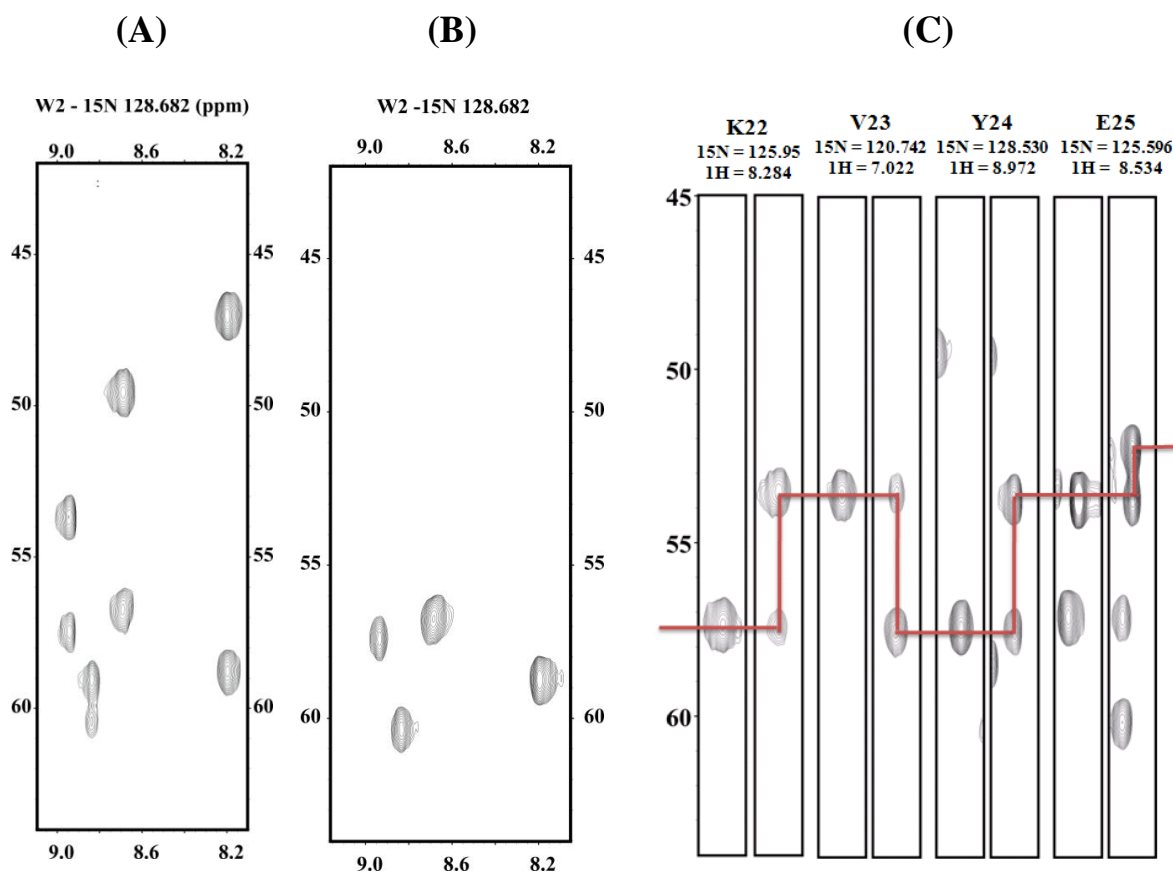 (A)
(B)
(C)
W2 - 15N 128.682 (ppm)
9.0 8.6 8.2
45 45
50 50
55 55
60 60
9.0 8.6 8.2
W2 -15N 128.682
9.0 8.6 8.2
45
50
55
60
9.0 8.6 8.2
K22
15N = 125.95
1H = 8.284
V23
15N = 120.742
1H = 7.022
Y24
15N = 128.530
1H = 8.972
E25
15N = 125.596
1H = 8.534
45
50
55
60